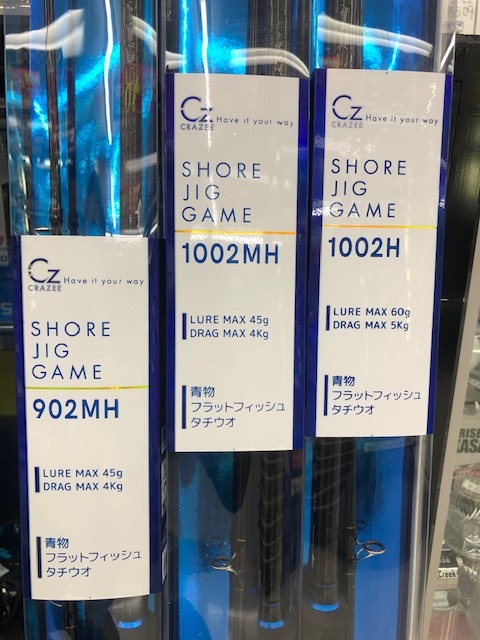 Cz Have it your way
CRAZEE
SHORE
JIG
GAME
902MH
LURE MAX 45g
DRAG MAX 4Kg
青物
フラットフィッシュ
タチウオ
Cz Have it your way
CRAZEE
SHORE
JIG
GAME
1002MH
LURE MAX 45g
DRAG MAX 4Kg
青物
フラットフィッシュ
タチウオ
Cz Have it your way
CRAZEE
SHORE
JIG
GAME
1002H
LURE MAX 60g
DRAG MAX 5Kg
青物
フラットフィッシュ
タチウオ
Creek